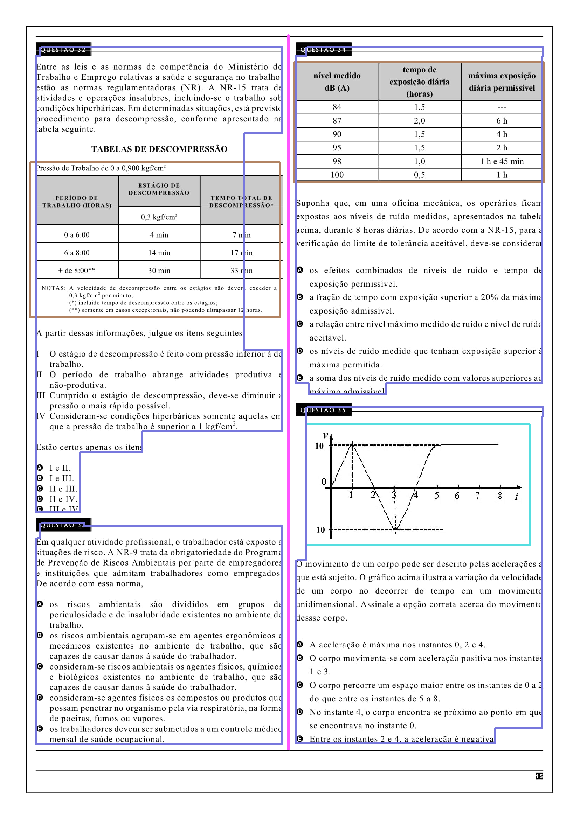 QUESTÃO 32
Entre as leis e as normas de competência do Ministério do
Trabalho e Emprego relativas a saúde e segurança no trabalho
estão as normas regulamentadoras (NR). A NR-15 trata de
atividades e operações insalubres, incluindo-se o trabalho sob
condições hiperbáricas. Em determinadas situações, está previsto
procedimento para descompressão, conforme apresentado na
tabela seguinte.
TABELAS DE DESCOMPRESSÃO
Pressão de Trabalho de 0 a 0,900 kgf/cm²
PERÍODO DE TRABALHO (HORAS)
ESTÁGIO DE DESCOMPRESSÃO
TEMPO TOTAL DE DESCOMPRESSÃO*
0,3 kgf/cm²
0 a 6:00 4 min 7 min
6 a 8:00 14 min 17 min
+ de 8:00** 30 min 33 min
NOTAS: A velocidade de descompressão entre os estágios não deverá exceder a
0,4 kgf/cm² por minuto;
(*) incluído tempo de descompressão entre os estágios;
(**) somente em casos excepcionais, não podendo ultrapassar 12 horas.
A partir dessas informações, julgue os itens seguintes.
I O estágio de descompressão é feito com pressão inferior à de
trabalho.
II O período de trabalho abrange atividades produtiva e
não-produtiva.
III Cumprido o estágio de descompressão, deve-se diminuir a
pressão o mais rápido possível.
IV Consideram-se condições hiperbáricas somente aquelas em
que a pressão de trabalho é superior a 1 kgf/cm².
Estão certos apenas os itens
A I e II.
B I e III.
C II e III.
D II e IV.
E III e IV.
QUESTÃO 33
Em qualquer atividade profissional, o trabalhador está exposto a
situações de risco. A NR-9 trata da obrigatoriedade do Programa
de Prevenção de Riscos Ambientais por parte de empregadores
e instituições que admitam trabalhadores como empregados.
De acordo com essa norma,
A os riscos ambientais são divididos em grupos de
periculosidade e de insalubridade existentes no ambiente de
trabalho.
B os riscos ambientais agrupam-se em agentes ergonômicos e
mecânicos existentes no ambiente de trabalho, que são
capazes de causar danos à saúde do trabalhador.
C consideram-se riscos ambientais os agentes físicos, químicos
e biológicos existentes no ambiente de trabalho, que são
capazes de causar danos à saúde do trabalhador.
D consideram-se agentes físicos os compostos ou produtos que
possam penetrar no organismo pela via respiratória, na forma
de poeiras, fumos ou vapores.
E os trabalhadores devem ser submetidos a um controle médico
mensal de saúde ocupacional.
QUESTÃO 34
nível medido dB (A)
tempo de exposição diária (horas)
máxima exposição diária permissível
84 1,5 ---
87 2,0 6 h
90 1,5 4 h
95 1,5 2 h
98 1,0 1 h e 45 min
100 0,5 1 h
Suponha que, em uma oficina mecânica, os operários ficam
expostos aos níveis de ruído medidos, apresentados na tabela
acima, durante 8 horas diárias. De acordo com a NR-15, para a
verificação do limite de tolerância aceitável, deve-se considerar
A os efeitos combinados de níveis de ruído e tempo de
exposição permissível.
B a fração de tempo com exposição superior a 20% da máxima
exposição admissível.
C a relação entre nível máximo medido de ruído e nível de ruído
aceitável.
D os níveis de ruído medido que tenham exposição superior à
máxima permitida.
E a soma dos níveis de ruído medido com valores superiores ao
máximo admissível.
QUESTÃO 35
V
10
0
1 2 3 4 5 6 7 8 t
10
O movimento de um corpo pode ser descrito pelas acelerações a
que está sujeito. O gráfico acima ilustra a variação da velocidade
de um corpo no decorrer do tempo em um movimento
unidimensional. Assinale a opção correta acerca do movimento
desse corpo.
A A aceleração é máxima nos instantes 0, 2 e 4.
B O corpo movimenta-se com aceleração positiva nos instantes
1 e 3.
C O corpo percorre um espaço maior entre os instantes de 0 a 2
do que entre os instantes de 5 a 8.
D No instante 4, o corpo encontra-se próximo ao ponto em que
se encontrava no instante 0.
E Entre os instantes 2 e 4, a aceleração é negativa.